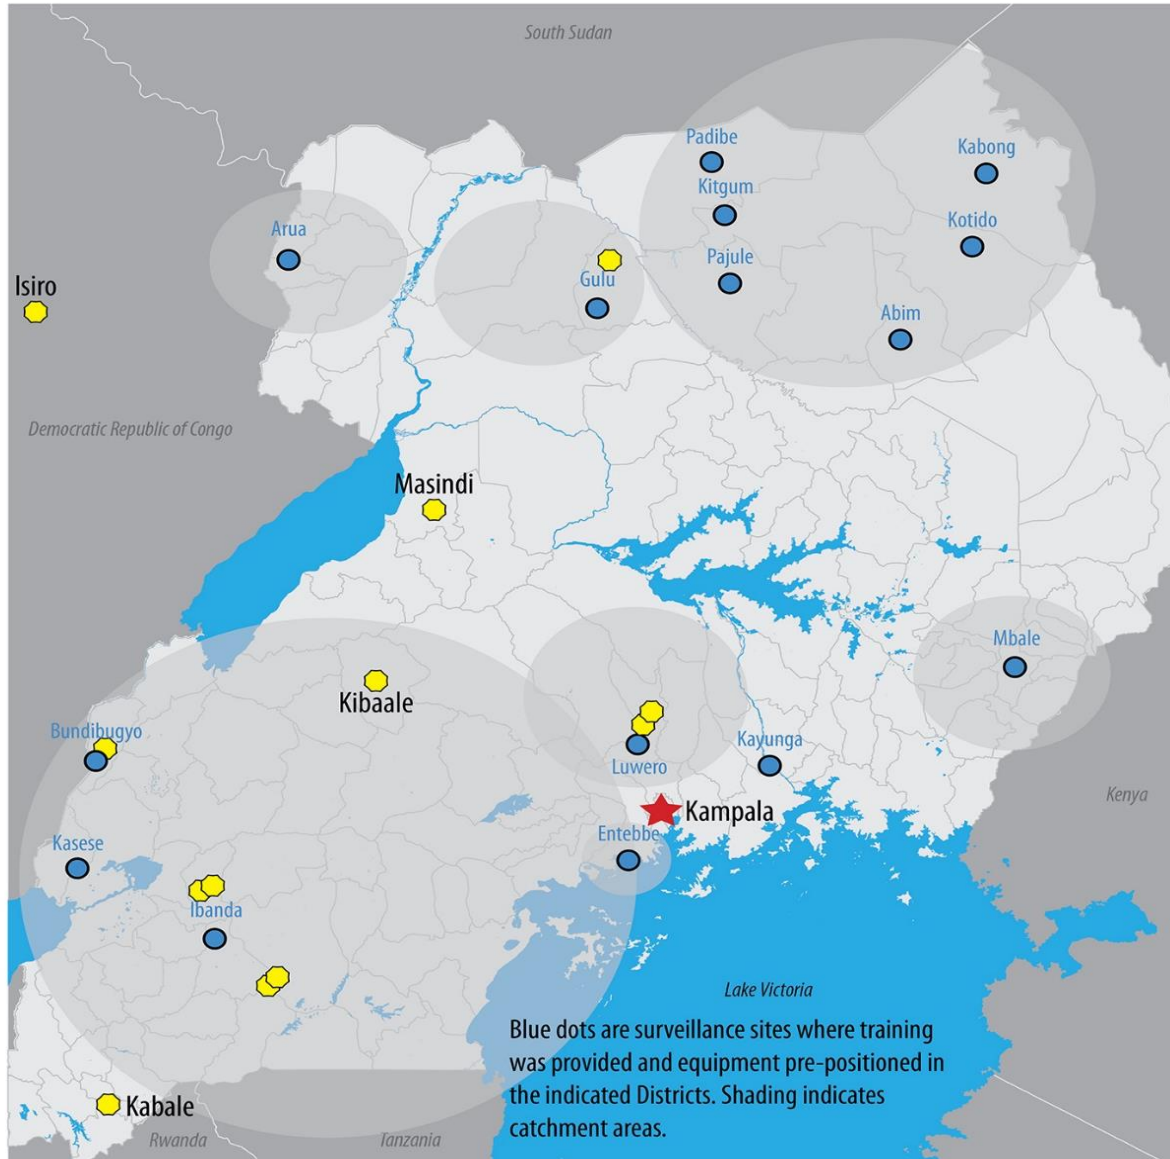 South Sudan
Padibe
Kabong
Kitgum
Kotido
Arua
Pajule
Gulu
Isiro
Abim
Democratic Republic of Congo
Masindi
Mbale
Kibaale
Bundibugyo
Kayunga
Luwero
Kenya
Kampala
Entebbe
Kasese
Ibanda
Lake Victoria
Blue dots are surveillance sites where training
was provided and equipment pre-positioned in
the indicated Districts. Shading indicates
catchment areas.
Kabale
Rwanda
Tanzania